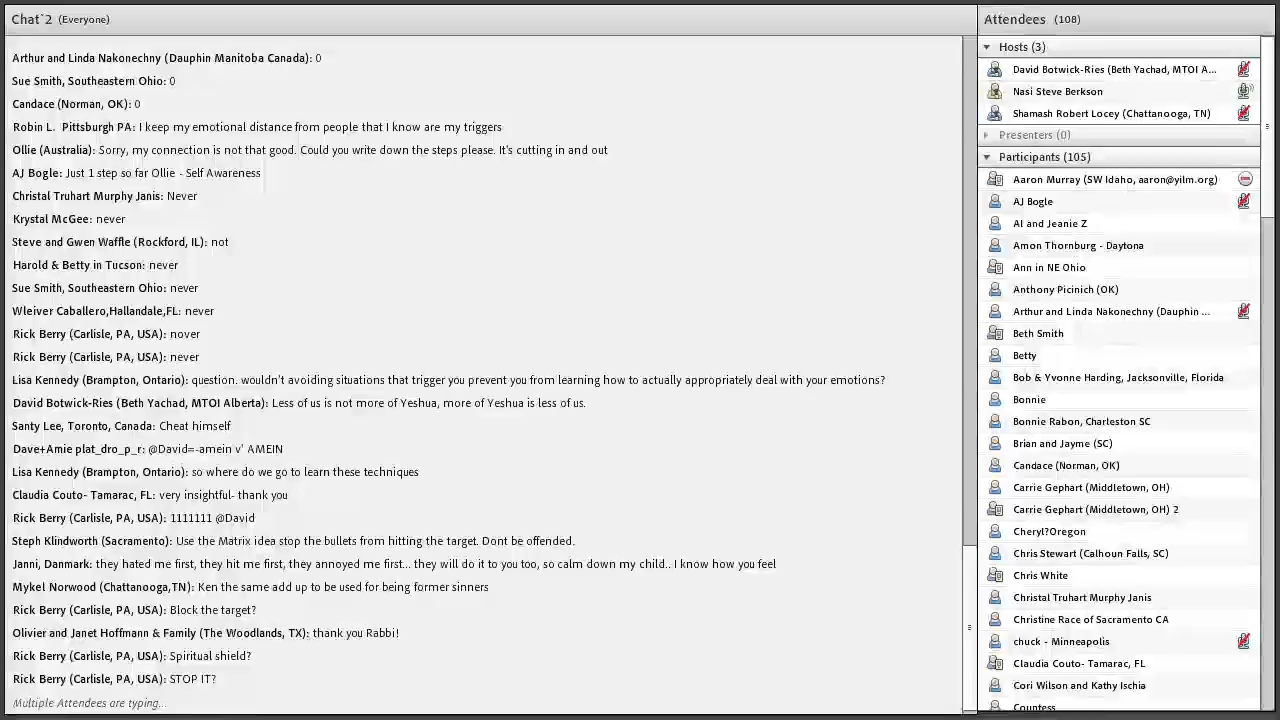 Chat 2 (Everyone)
Arthur and Linda Nakonechny (Dauphin Manitoba Canada): 0
Sue Smith, Southeastern Ohio: 0
Candace (Norman, OK): 0
Robin L. Pittsburgh PA: I keep my emotional distance from people that I know are my triggers
Ollie (Australia): Sorry, my connection is not that good. Could you write down the steps please. It's cutting in and out
AJ Bogle: Just 1 step so far Ollie - Self Awareness
Christal Truhart Murphy Janis: Never
Krystal McGee: never
Steve and Gwen Waffle (Rockford, IL): not
Harold & Betty in Tucson: never
Sue Smith, Southeastern Ohio: never
Wleiver Caballero,Hallandale,FL: never
Rick Berry (Carlisle, PA, USA): nover
Rick Berry (Carlisle, PA, USA): never
Lisa Kennedy (Brampton, Ontario): question. wouldn't avoiding situations that trigger you prevent you from learning how to actually appropriately deal with your emotions?
David Botwick-Ries (Beth Yachad, MTOI Alberta): Less of us is not more of Yeshua, more of Yeshua is less of us.
Santy Lee, Toronto, Canada: Cheat himself
Dave+Amie plat_dro_p_r: @David=-amein v' AMEIN
Lisa Kennedy (Brampton, Ontario): so where do we go to learn these techniques
Claudia Couto- Tamarac, FL: very insightful- thank you
Rick Berry (Carlisle, PA, USA): 1111111 @David
Steph Klindworth (Sacramento): Use the Matrix idea stop the bullets from hitting the target. Dont be offended.
Janni, Danmark: they hated me first, they hit me first, they annoyed me first... they will do it to you too, so calm down my child.. I know how you feel
Mykel Norwood (Chattanooga,TN): Ken the same add up to be used for being former sinners
Rick Berry (Carlisle, PA, USA): Block the target?
Olivier and Janet Hoffmann & Family (The Woodlands, TX): thank you Rabbi!
Rick Berry (Carlisle, PA, USA): Spiritual shield?
Rick Berry (Carlisle, PA, USA): STOP IT?
Multiple Attendees are typing...
Attendees (108)
Hosts (3)
David Botwick-Ries (Beth Yachad, MTOI A...
Nasi Steve Berkson
Shamash Robert Locey (Chattanooga, TN)
Presenters (0)
Participants (105)
Aaron Murray (SW Idaho, aaron@yilm.org)
AJ Bogle
Al and Jeanie Z
Amon Thornburg - Daytona
Ann in NE Ohio
Anthony Picinich (OK)
Arthur and Linda Nakonechny (Dauphin ...
Beth Smith
Betty
Bob & Yvonne Harding, Jacksonville, Florida
Bonnie
Bonnie Rabon, Charleston SC
Brian and Jayme (SC)
Candace (Norman, OK)
Carrie Gephart (Middletown, OH)
Carrie Gephart (Middletown, OH) 2
Cheryl?Oregon
Chris Stewart (Calhoun Falls, SC)
Chris White
Christal Truhart Murphy Janis
Christine Race of Sacramento CA
chuck - Minneapolis
Claudia Couto- Tamarac, FL
Cori Wilson and Kathy Ischia
Countess